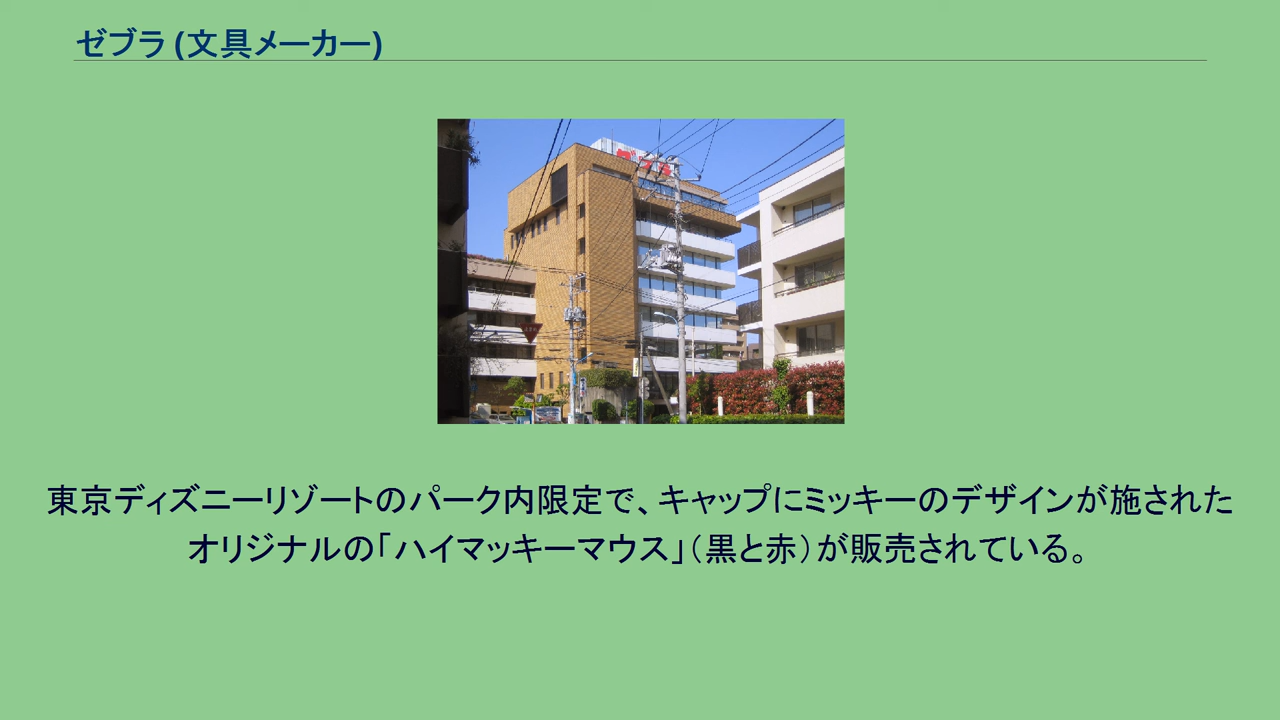 ゼブラ (文具メーカー)
ゼブラ
東京ディズニーリゾートのパーク内限定で、キャップにミッキーのデザインが施された
オリジナルの「ハイマッキーマウス」（黒と赤）が販売されている。